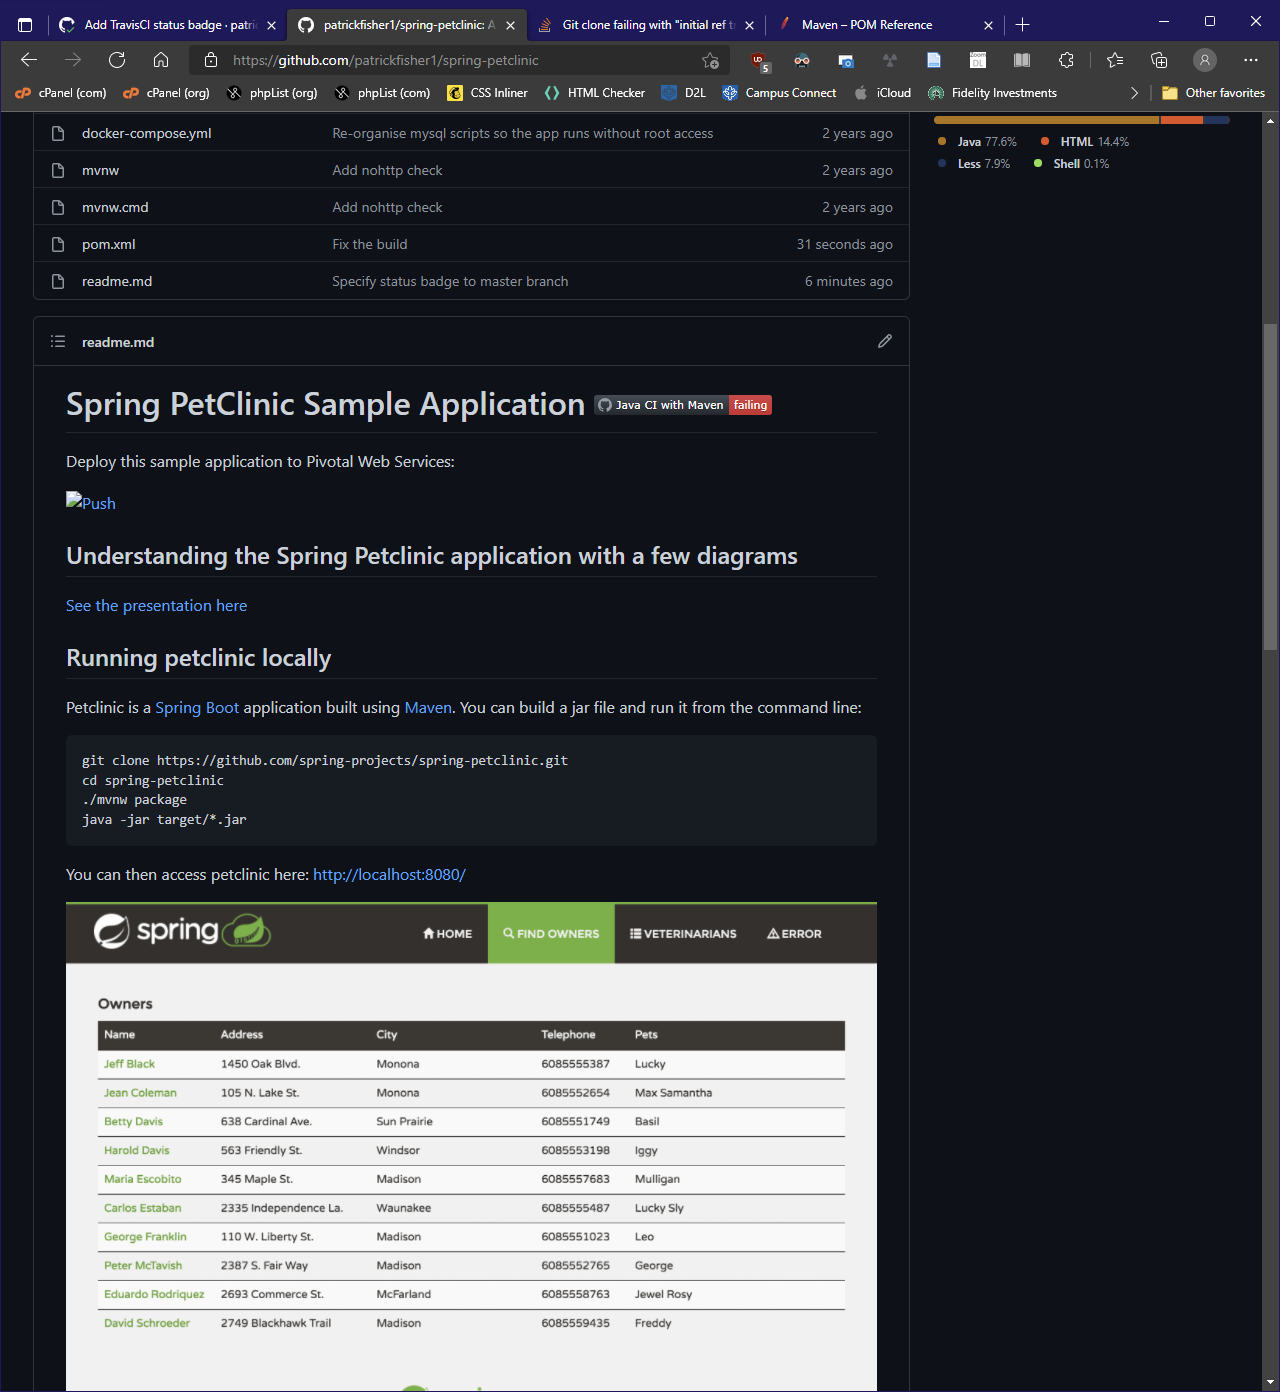 Add TravisCI status badge · patric
patrickfisher1/spring-petclinic: A
Git clone failing with "initial ref tr
Maven – POM Reference
https://github.com/patrickfisher1/spring-petclinic
5
DL
cPanel (com)
cPanel (org)
phpList (org)
phpList (com)
CSS Inliner
HTML Checker
D2L
Campus Connect
iCloud
Fidelity Investments
Other favorites
docker-compose.yml Re-organise mysql scripts so the app runs without root access 2 years ago
mvnw Add nohttp check 2 years ago
mvnw.cmd Add nohttp check 2 years ago
pom.xml Fix the build 31 seconds ago
readme.md Specify status badge to master branch 6 minutes ago
Java 77.6% HTML 14.4%
Less 7.9% Shell 0.1%
readme.md
Spring PetClinic Sample Application Java CI with Maven failing
Deploy this sample application to Pivotal Web Services:
Push
Understanding the Spring Petclinic application with a few diagrams
See the presentation here
Running petclinic locally
Petclinic is a Spring Boot application built using Maven. You can build a jar file and run it from the command line:
git clone https://github.com/spring-projects/spring-petclinic.git
cd spring-petclinic
./mvnw package
java -jar target/*.jar
You can then access petclinic here: http://localhost:8080/
spring HOME FIND OWNERS VETERINARIANS ERROR
Owners
Name Address City Telephone Pets
Jeff Black 1450 Oak Blvd. Monona 6085555387 Lucky
Jean Coleman 105 N. Lake St. Monona 6085552654 Max Samantha
Betty Davis 638 Cardinal Ave. Sun Prairie 6085551749 Basil
Harold Davis 563 Friendly St. Windsor 6085553198 Iggy
Maria Escobito 345 Maple St. Madison 6085557683 Mulligan
Carlos Estaban 2335 Independence La. Waunakee 6085555487 Lucky Sly
George Franklin 110 W. Liberty St. Madison 6085551023 Leo
Peter McTavish 2387 S. Fair Way Madison 6085552765 George
Eduardo Rodriquez 2693 Commerce St. McFarland 6085558763 Jewel Rosy
David Schroeder 2749 Blackhawk Trail Madison 6085559435 Freddy